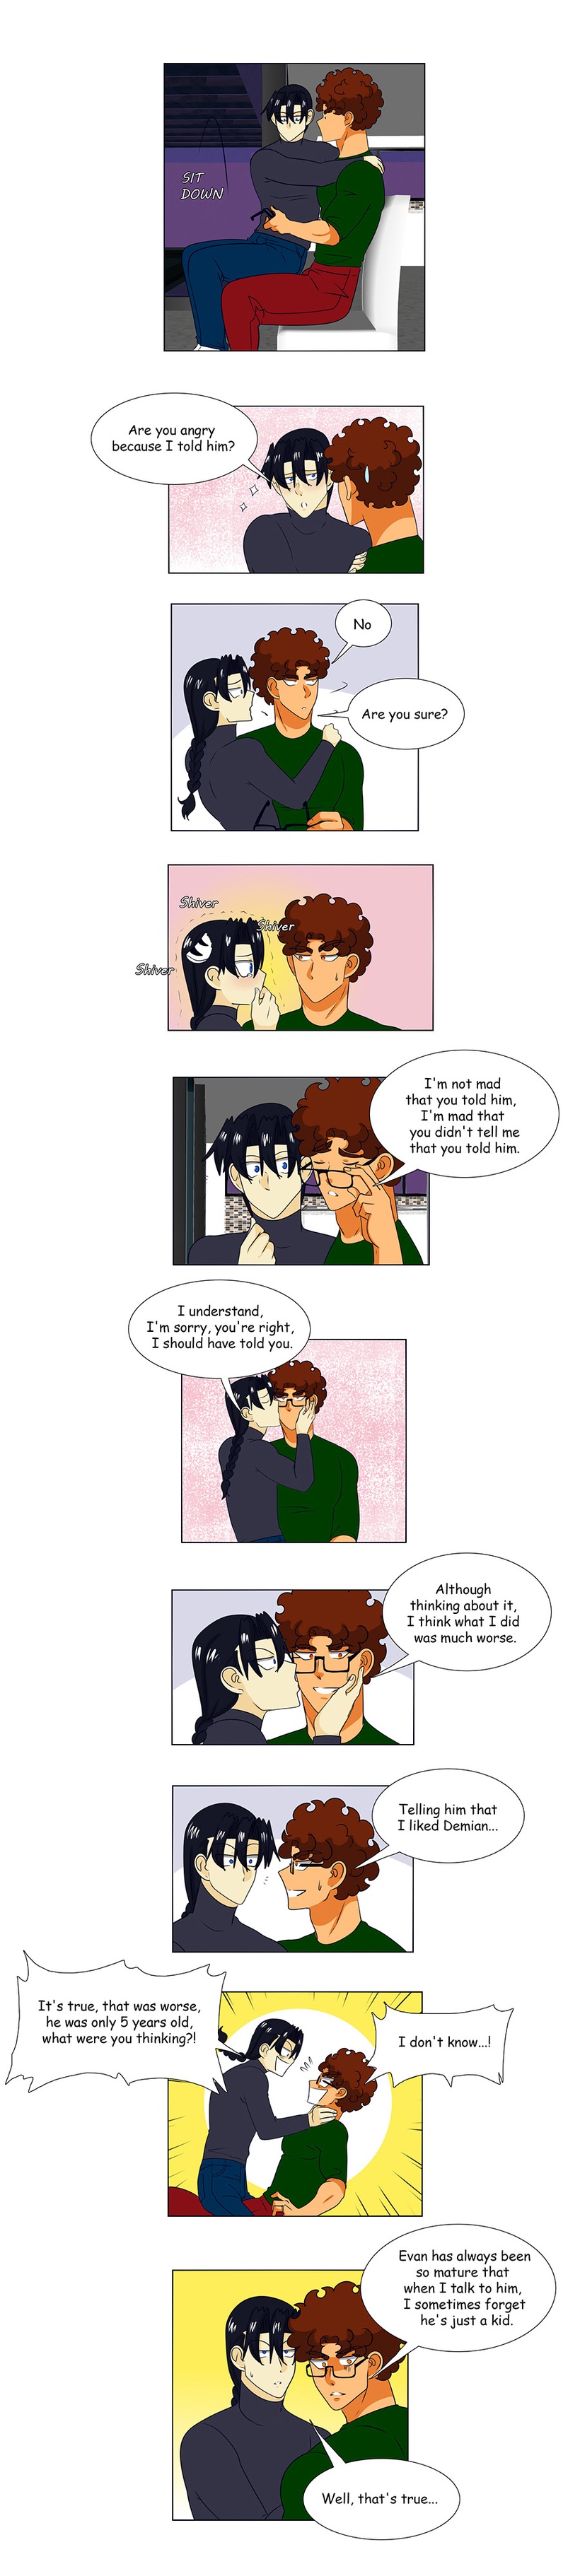 SIT
DOWN
Are you angry
because I told him?
No
Are you sure?
Shiver
Shiver
Shiver
I'm not mad
that you told him,
I'm mad that
you didn't tell me
that you told him.
I understand,
I'm sorry, you're right,
I should have told you.
Although
thinking about it,
I think what I did
was much worse.
Telling him that
I liked Demian...
It's true, that was worse,
he was only 5 years old,
what were you thinking?!
I don't know...!
Evan has always been
so mature that
when I talk to him,
I sometimes forget
he's just a kid.
Well, that's true...